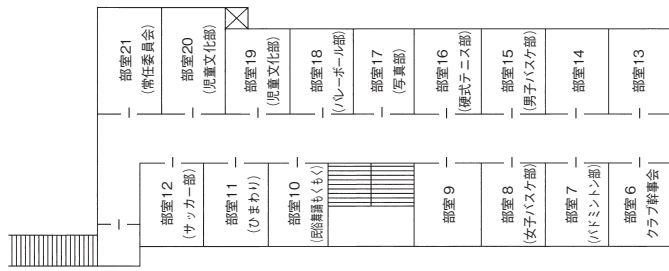 部室21
(常任委員会)
部室20
(児童文化部)
部室19
(児童文化部)
部室18
(バレーボール部)
部室17
(写真部)
部室16
(硬式テニス部)
部室15
(男子バスケ部)
部室14
部室13
部室12
(サッカー部)
部室11
(ひまわり)
部室10
(民俗舞踊もくもく)
部室9
部室8
(女子バスケ部)
部室7
(バドミントン部)
部室6
クラブ幹事会